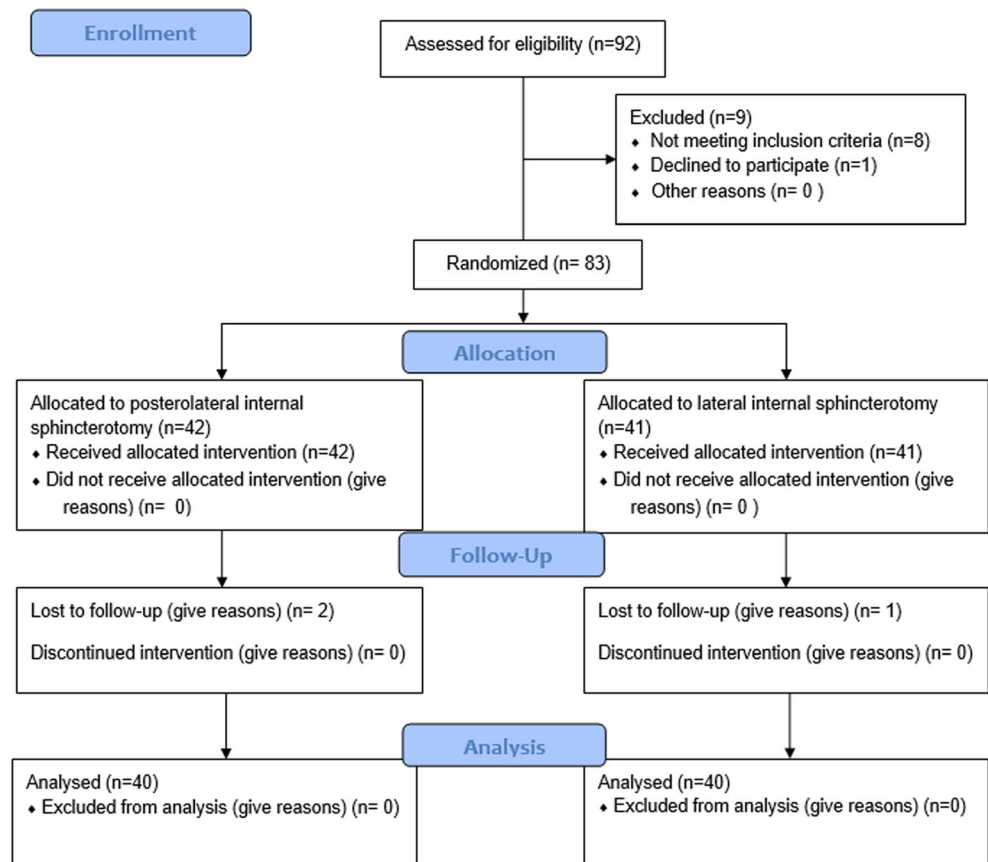 Enrollment
Assessed for eligibility (n=92)
Excluded (n=9)
⬧ Not meeting inclusion criteria (n=8)
⬧ Declined to participate (n=1)
⬧ Other reasons (n= 0 )
Randomized (n= 83)
Allocation
Allocated to posterolateral internal
sphincterotomy (n=42)
⬧ Received allocated intervention (n=42)
⬧ Did not receive allocated intervention (give
reasons) (n=  0)
Allocated to lateral internal sphincterotomy
(n=41)
⬧ Received allocated intervention (n=41)
⬧ Did not receive allocated intervention (give
reasons) (n= 0 )
Follow-Up
Lost to follow-up (give reasons) (n= 2)
Discontinued intervention (give reasons) (n= 0)
Lost to follow-up (give reasons) (n= 1)
Discontinued intervention (give reasons) (n= 0)
Analysis
Analysed (n=40)
⬧ Excluded from analysis (give reasons) (n= 0)
Analysed (n=40)
⬧ Excluded from analysis (give reasons) (n=0)